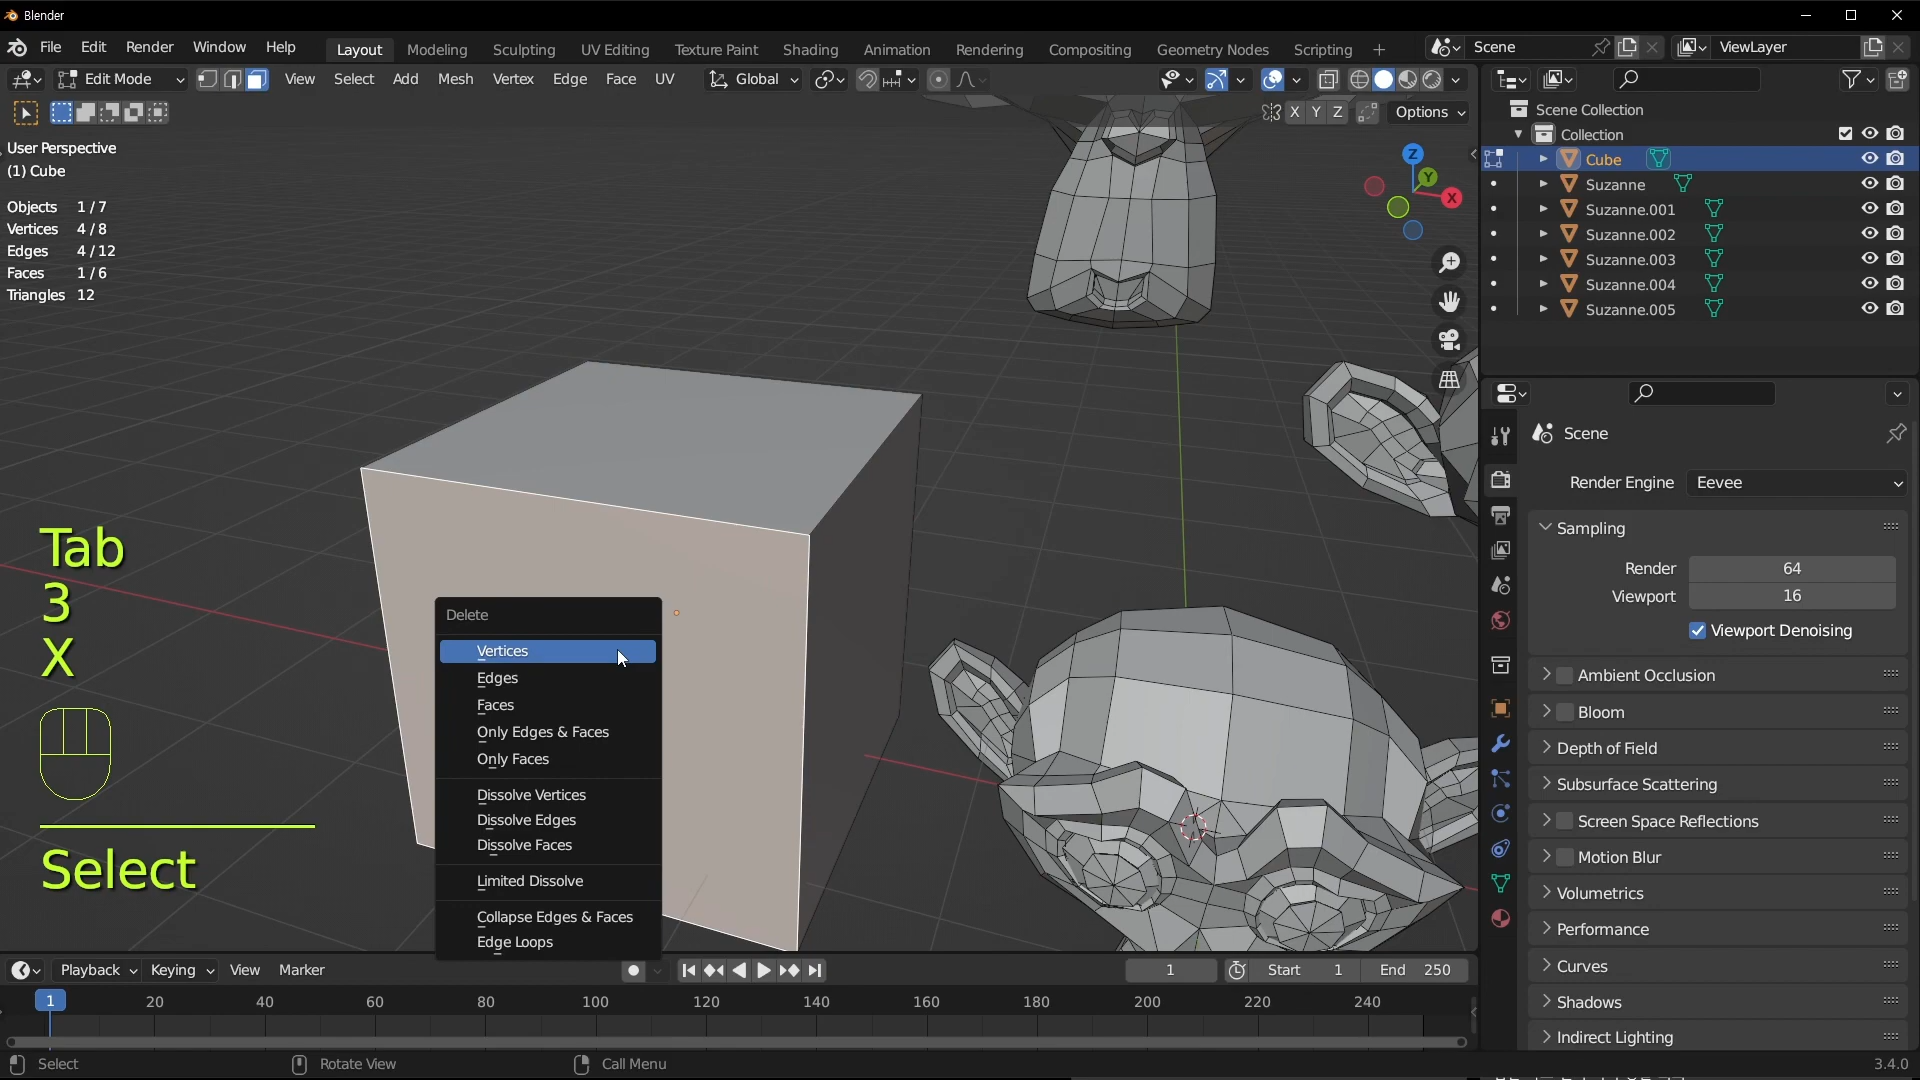 Blender
File Edit Render Window Help Layout Modeling Sculpting UV Editing Texture Paint Shading Animation Rendering Compositing Geometry Nodes Scripting + Scene ViewLayer
Edit Mode View Select Add Mesh Vertex Edge Face UV Global
X Y Z Options
User Perspective
(1) Cube
Objects 1/7
Vertices 4/8
Edges 4/12
Faces 1/6
Triangles 12
Z
Y
X
Tab
3
X
Select
Delete
Vertices
Edges
Faces
Only Edges & Faces
Only Faces
Dissolve Vertices
Dissolve Edges
Dissolve Faces
Limited Dissolve
Collapse Edges & Faces
Edge Loops
Scene Collection
Collection
Cube
Suzanne
Suzanne.001
Suzanne.002
Suzanne.003
Suzanne.004
Suzanne.005
Scene
Render Engine Eevee
Sampling
Render 64
Viewport 16
Viewport Denoising
Ambient Occlusion
Bloom
Depth of Field
Subsurface Scattering
Screen Space Reflections
Motion Blur
Volumetrics
Performance
Curves
Shadows
Indirect Lighting
Playback Keying View Marker 1 Start 1 End 250
1 20 40 60 80 100 120 140 160 180 200 220 240
Select Rotate View Call Menu 3.4.0